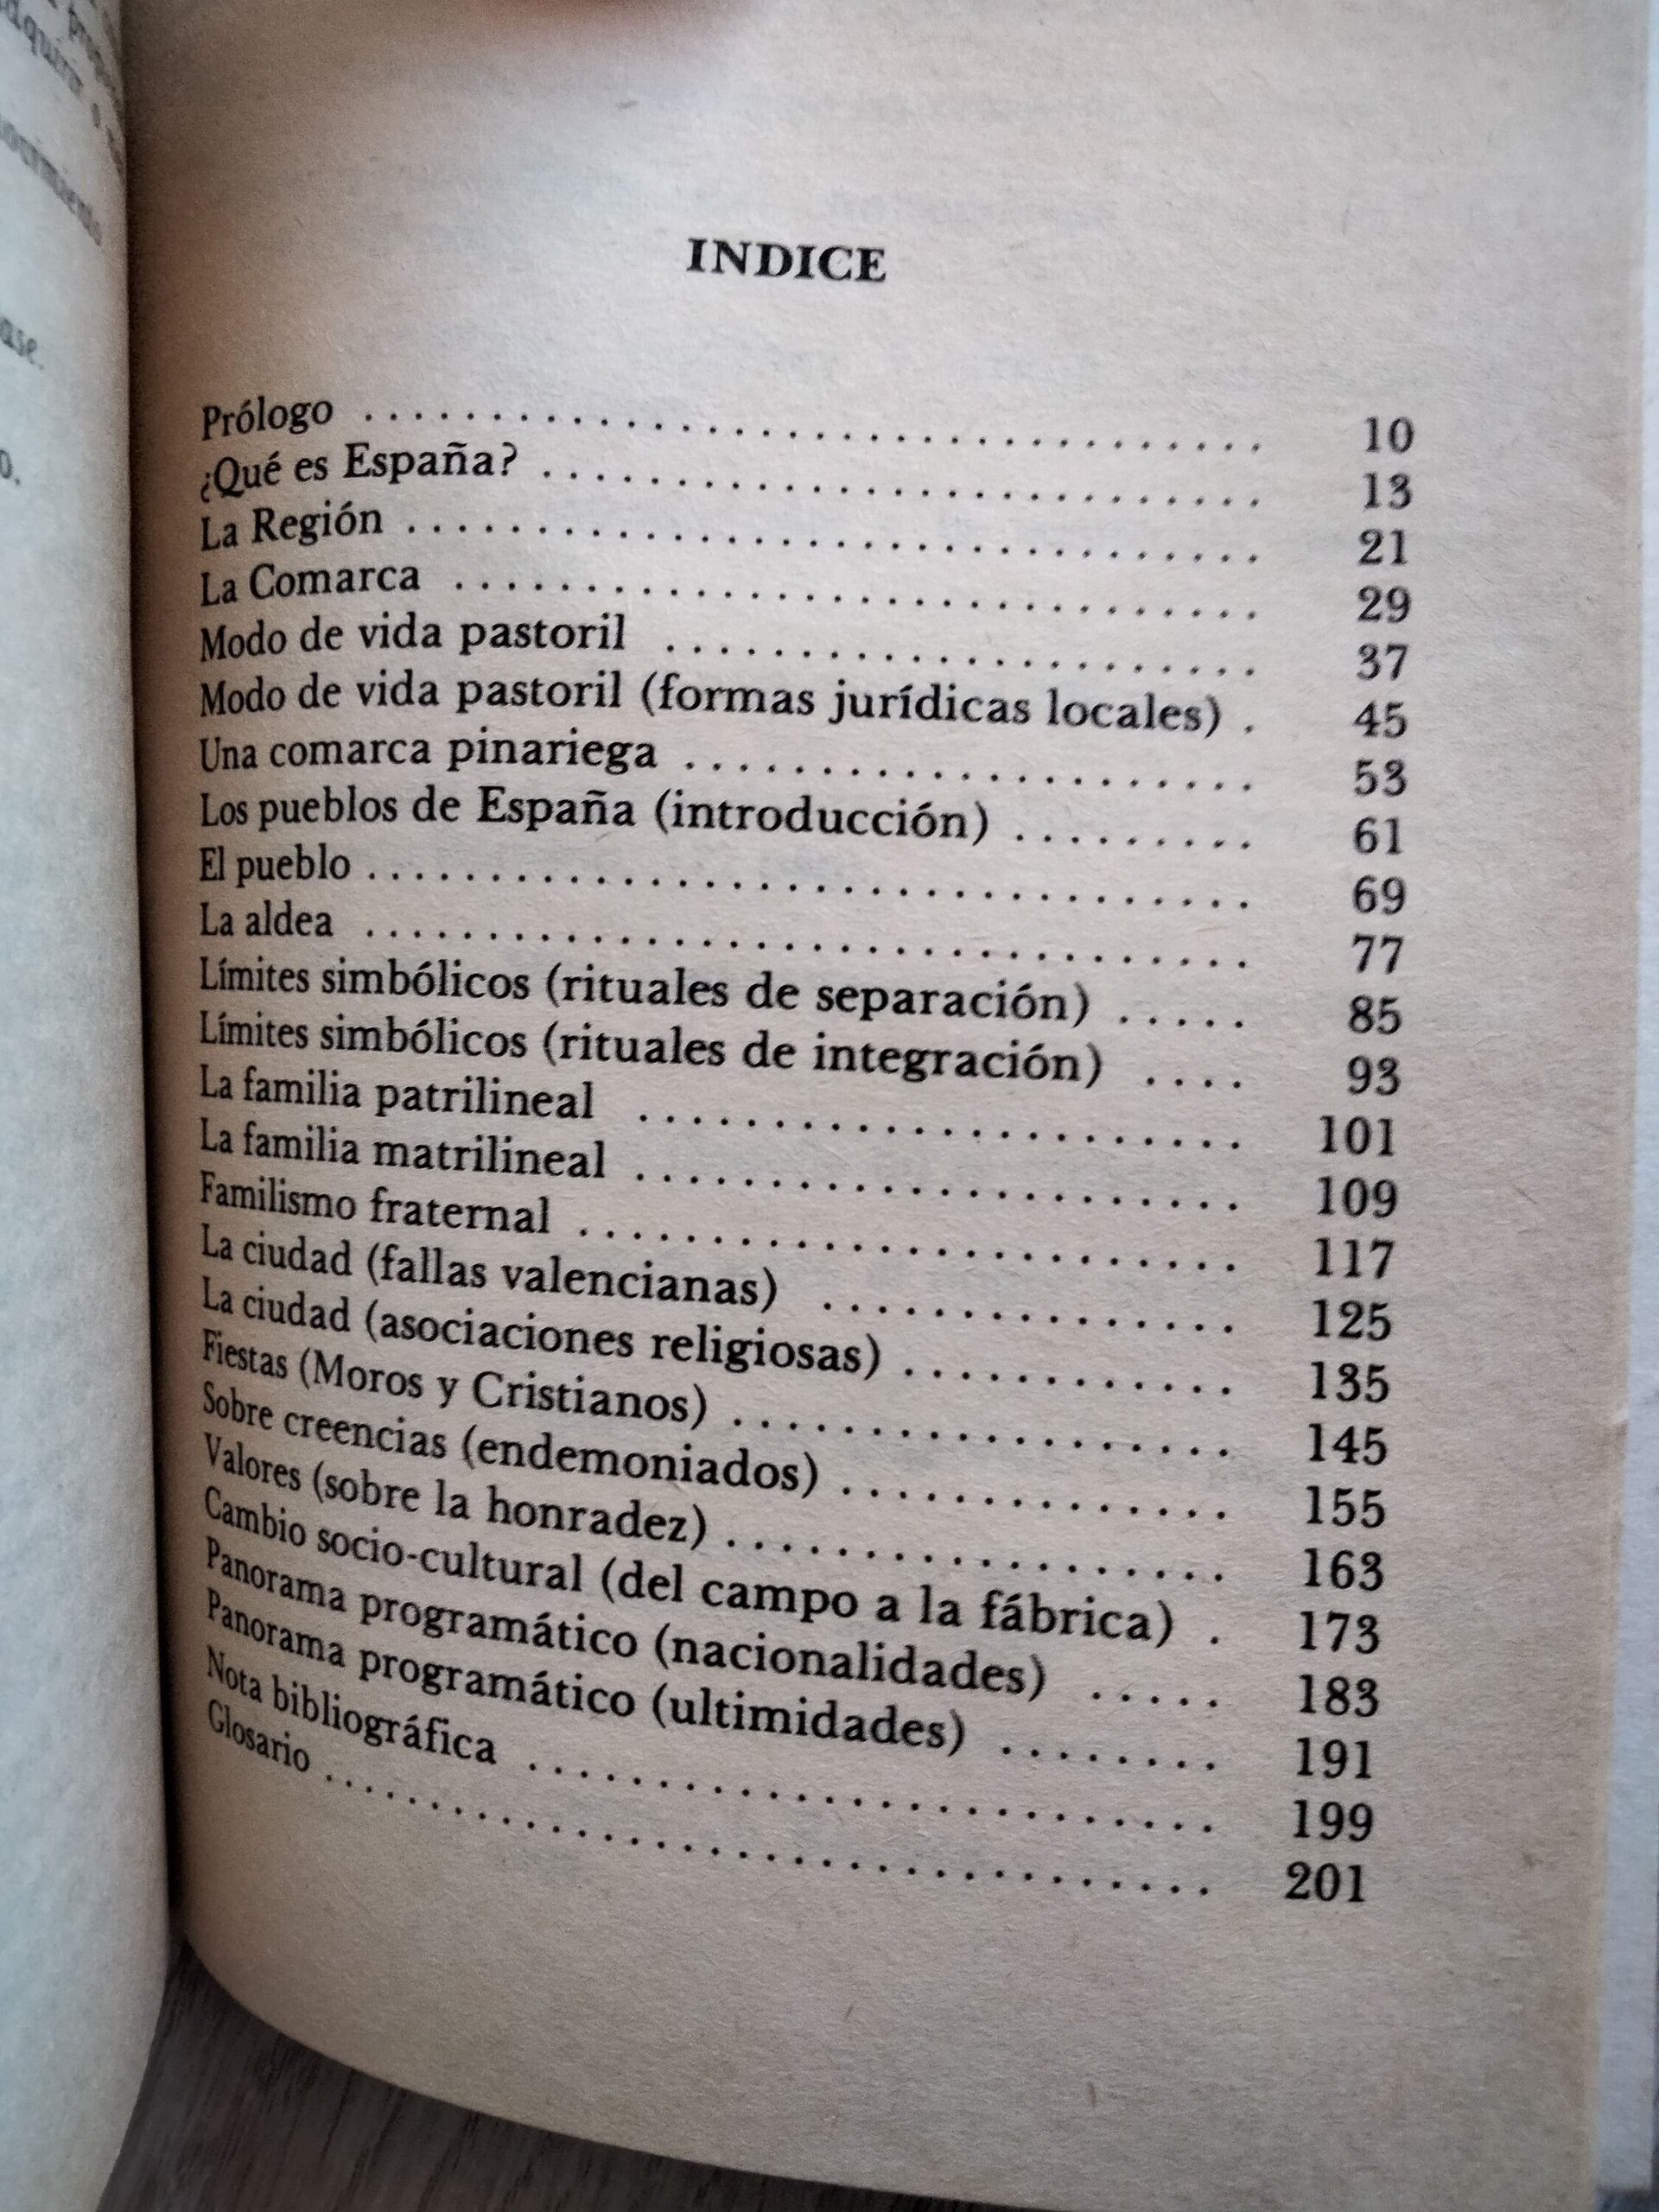 INDICE
Prólogo . . . . . . . . . . . . . . . . . . . . . . . . . . . . . . . . . . 10
¿Qué es España? . . . . . . . . . . . . . . . . . . . . . . . . . . . 13
La Región . . . . . . . . . . . . . . . . . . . . . . . . . . . . . . . . 21
La Comarca . . . . . . . . . . . . . . . . . . . . . . . . . . . . . . 29
Modo de vida pastoril . . . . . . . . . . . . . . . . . . . . . . 37
Modo de vida pastoril (formas jurídicas locales) . 45
Una comarca pinariega . . . . . . . . . . . . . . . . . . . . . 53
Los pueblos de España (introducción) . . . . . . . . . 61
El pueblo . . . . . . . . . . . . . . . . . . . . . . . . . . . . . . . . 69
La aldea . . . . . . . . . . . . . . . . . . . . . . . . . . . . . . . . 77
Límites simbólicos (rituales de separación) . . . . . 85
Límites simbólicos (rituales de integración) . . . . 93
La familia patrilineal . . . . . . . . . . . . . . . . . . . . . . 101
La familia matrilineal . . . . . . . . . . . . . . . . . . . . . . 109
Familismo fraternal . . . . . . . . . . . . . . . . . . . . . . . . 117
La ciudad (fallas valencianas) . . . . . . . . . . . . . . . 125
La ciudad (asociaciones religiosas) . . . . . . . . . . . . 135
Fiestas (Moros y Cristianos) . . . . . . . . . . . . . . . . . . 145
Sobre creencias (endemoniados) . . . . . . . . . . . . . . 155
Valores (sobre la honradez) . . . . . . . . . . . . . . . . . . 163
Cambio socio-cultural (del campo a la fábrica) . 173
Panorama programático (nacionalidades) . . . . . 183
Panorama programático (ultimidades) . . . . . . . . 191
Nota bibliográfica . . . . . . . . . . . . . . . . . . . . . . . . . 199
Glosario . . . . . . . . . . . . . . . . . . . . . . . . . . . . . . . . . 201